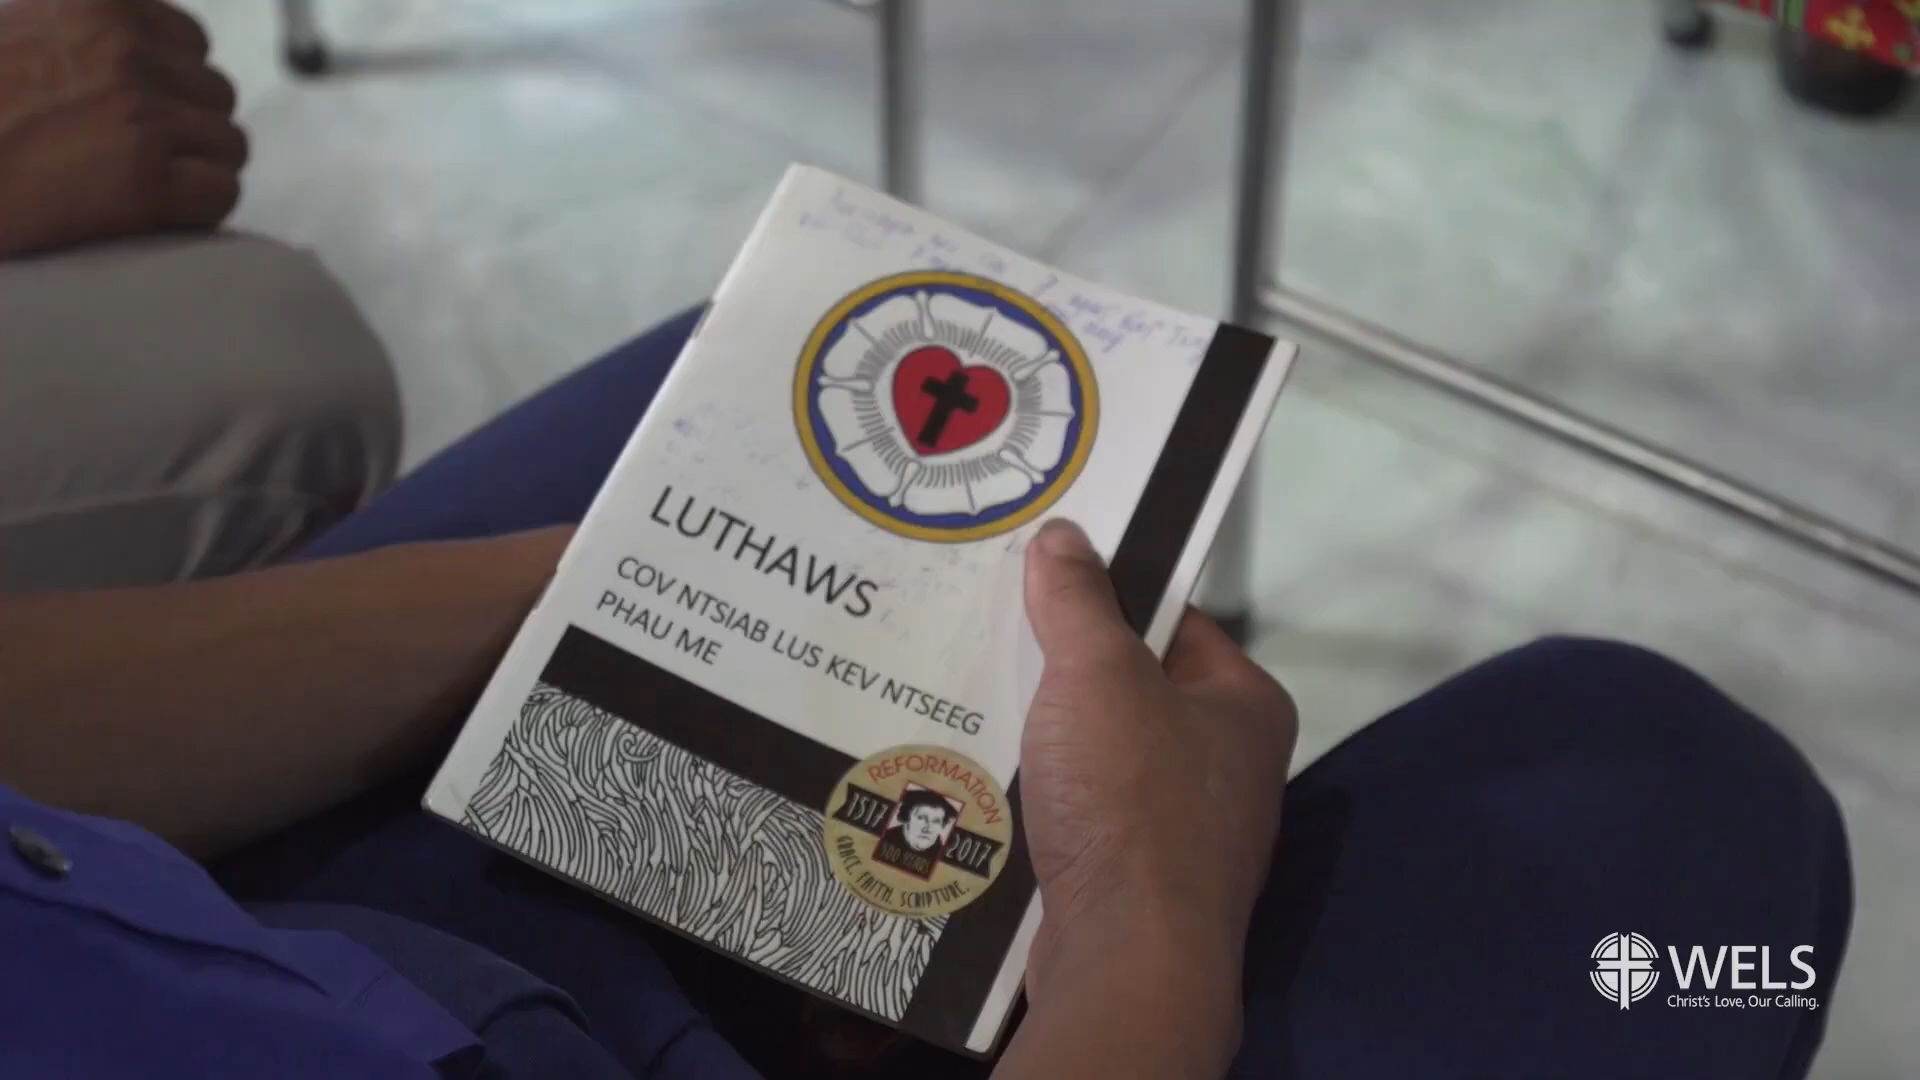 LUTHAWS
COV NTSIAB LUS KEV NTSEEG
PHAU ME
REFORMATION
1517 2017
500 YEARS
GRACE. FAITH. SCRIPTURE.
WELS
Christ's Love, Our Calling.